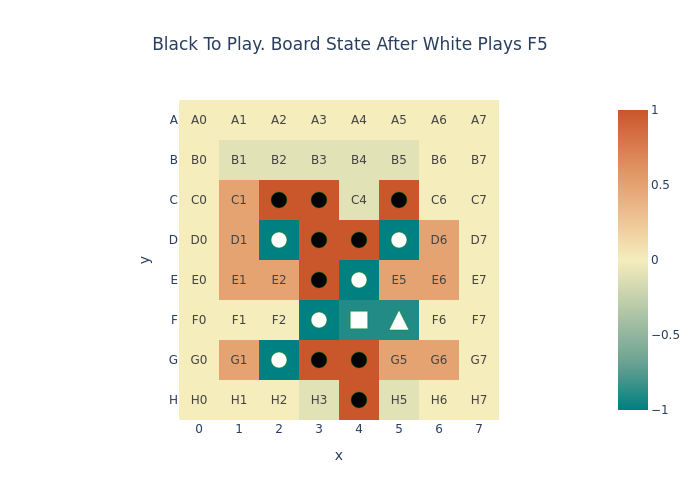 Black To Play. Board State After White Plays F5
A A0 A1 A2 A3 A4 A5 A6 A7
B B0 B1 B2 B3 B4 B5 B6 B7
C C0 C1 C4 C6 C7
D D0 D1 D6 D7
E E0 E1 E2 E5 E6 E7
F F0 F1 F2 F6 F7
G G0 G1 G5 G6 G7
H H0 H1 H2 H3 H5 H6 H7
0 1 2 3 4 5 6 7
x
y
1
0.5
0
−0.5
−1